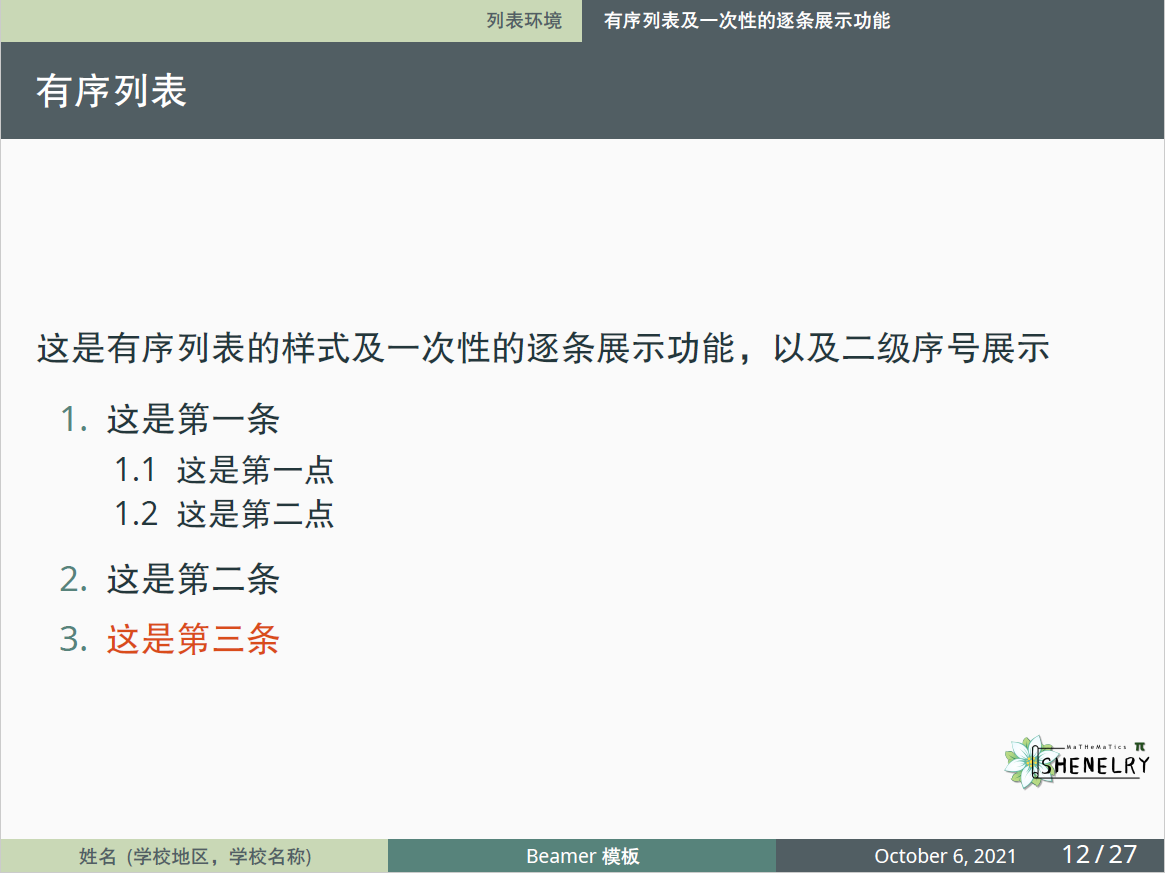 列表环境
有序列表及一次性的逐条展示功能
有序列表
这是有序列表的样式及一次性的逐条展示功能，以及二级序号展示
1. 这是第一条
1.1 这是第一点
1.2 这是第二点
2. 这是第二条
3. 这是第三条
MaTHeMaTics π
SHENELRY
姓名 (学校地区，学校名称)
Beamer 模板
October 6, 2021
12 / 27